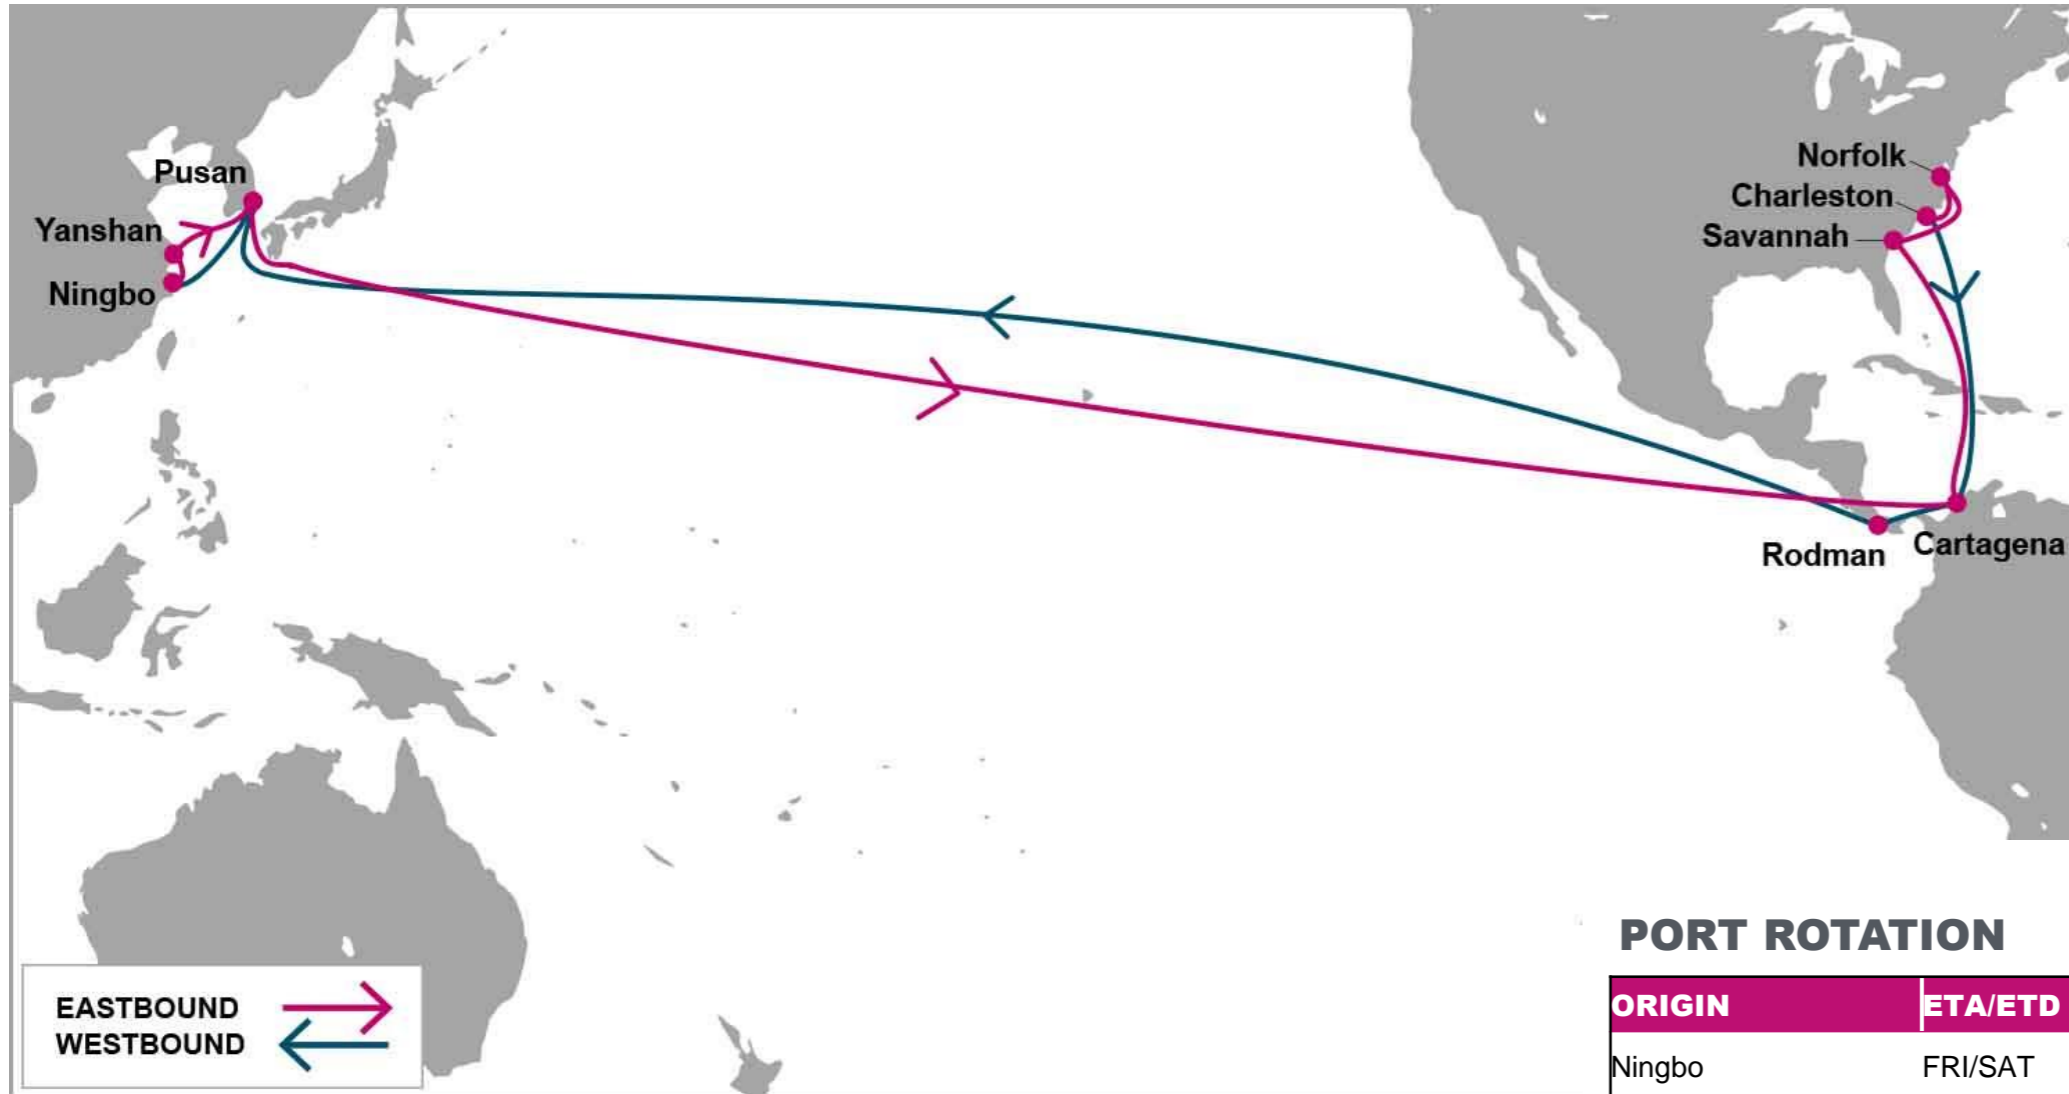 Norfolk
Pusan
Charleston
Yanshan
Savannah
Ningbo
Rodman
Cartagena
PORT ROTATION
ORIGIN ETA/ETD
EASTBOUND
WESTBOUND
Ningbo FRI/SAT